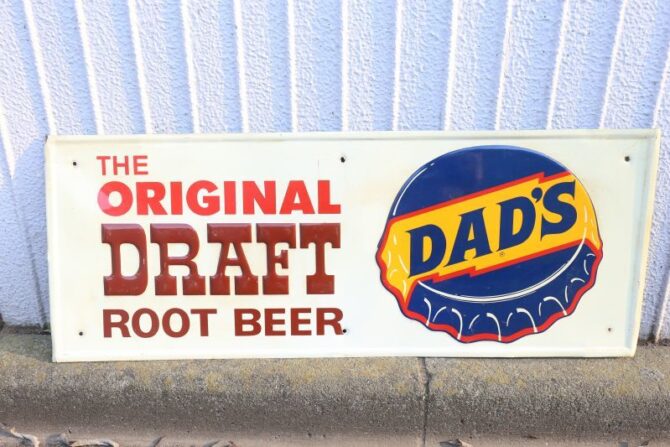 THE
ORIGINAL
DRAFT
ROOT BEER
DAD'S
®